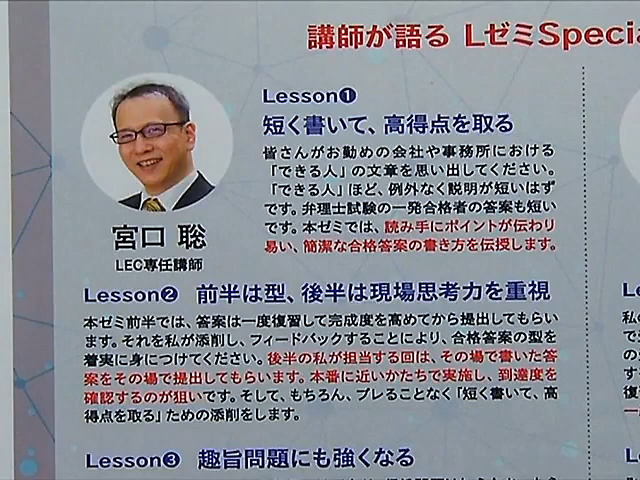 講師が語る LゼミSpecia
Lesson❶
短く書いて、高得点を取る
皆さんがお勤めの会社や事務所における
「できる人」の文章を思い出してください。
「できる人」ほど、例外なく説明が短いはず
です。弁理士試験の一発合格者の答案も短い
です。本ゼミでは、読み手にポイントが伝わり
易い、簡潔な合格答案の書き方を伝授します。
宮口 聡
LEC専任講師
Lesson❷ 前半は型、後半は現場思考力を重視
本ゼミ前半では、答案は一度復習して完成度を高めてから提出してもらい
ます。それを私が添削し、フィードバックすることにより、合格答案の型を
着実に身につけてください。後半の私が担当する回は、その場で書いた答
案をその場で提出してもらいます。本番に近いかたちで実施し、到達度を
確認するのが狙いです。そして、もちろん、ブレることなく「短く書いて、高
得点を取る」ための添削をします。
Lesson❸ 趣旨問題にも強くなる